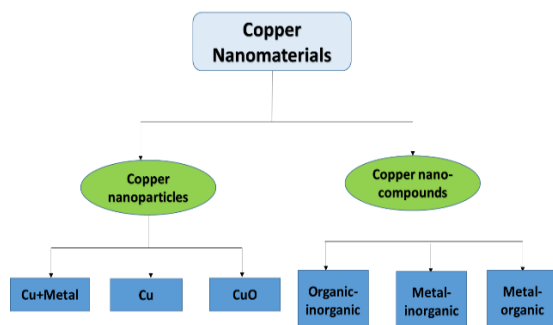 Copper
Nanomaterials
Copper
nanoparticles
Copper nano-
compounds
Cu+Metal
Cu
CuO
Organic-
inorganic
Metal-
inorganic
Metal-
organic